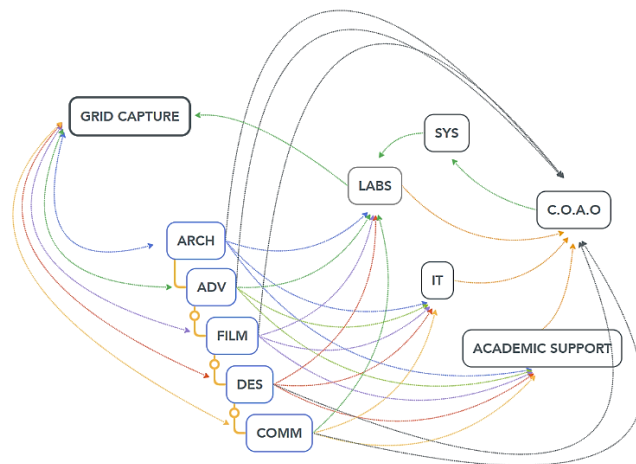 GRID CAPTURE
SYS
LABS
C.O.A.O
ARCH
ADV
IT
FILM
ACADEMIC SUPPORT
DES
COMM